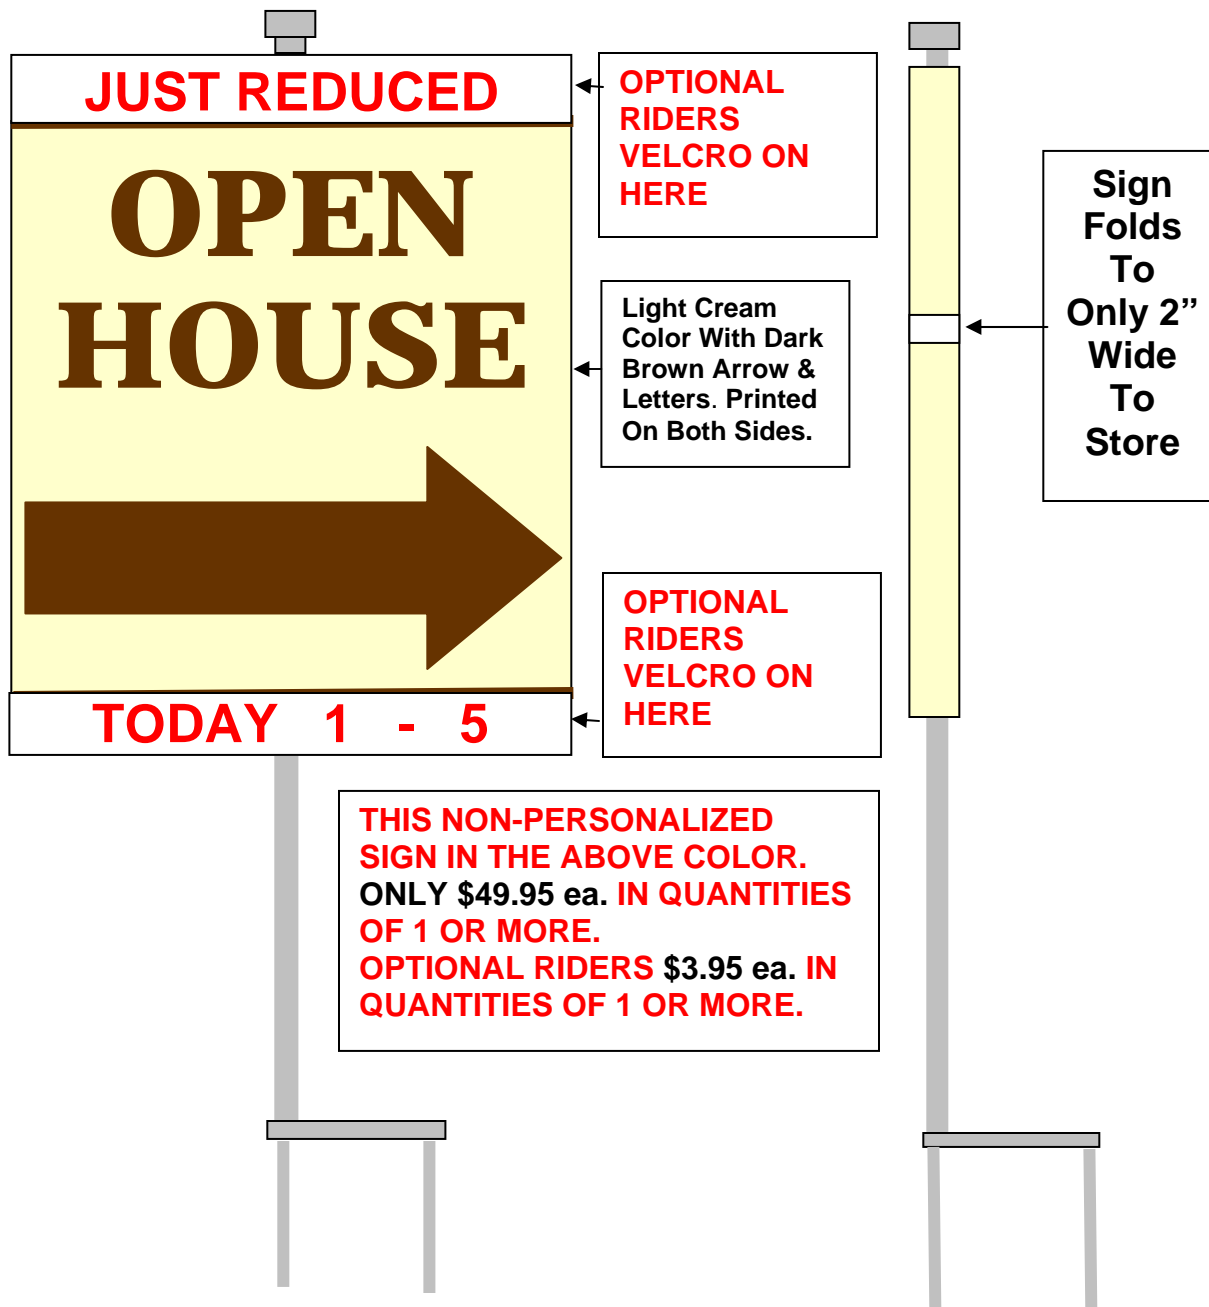 JUST REDUCED
OPEN
HOUSE
TODAY 1 - 5
OPTIONAL
RIDERS
VELCRO ON
HERE
Light Cream
Color With Dark
Brown Arrow &
Letters. Printed
On Both Sides.
OPTIONAL
RIDERS
VELCRO ON
HERE
Sign
Folds
To
Only 2”
Wide
To
Store
THIS NON-PERSONALIZED
SIGN IN THE ABOVE COLOR.
ONLY $49.95 ea. IN QUANTITIES
OF 1 OR MORE.
OPTIONAL RIDERS $3.95 ea. IN
QUANTITIES OF 1 OR MORE.